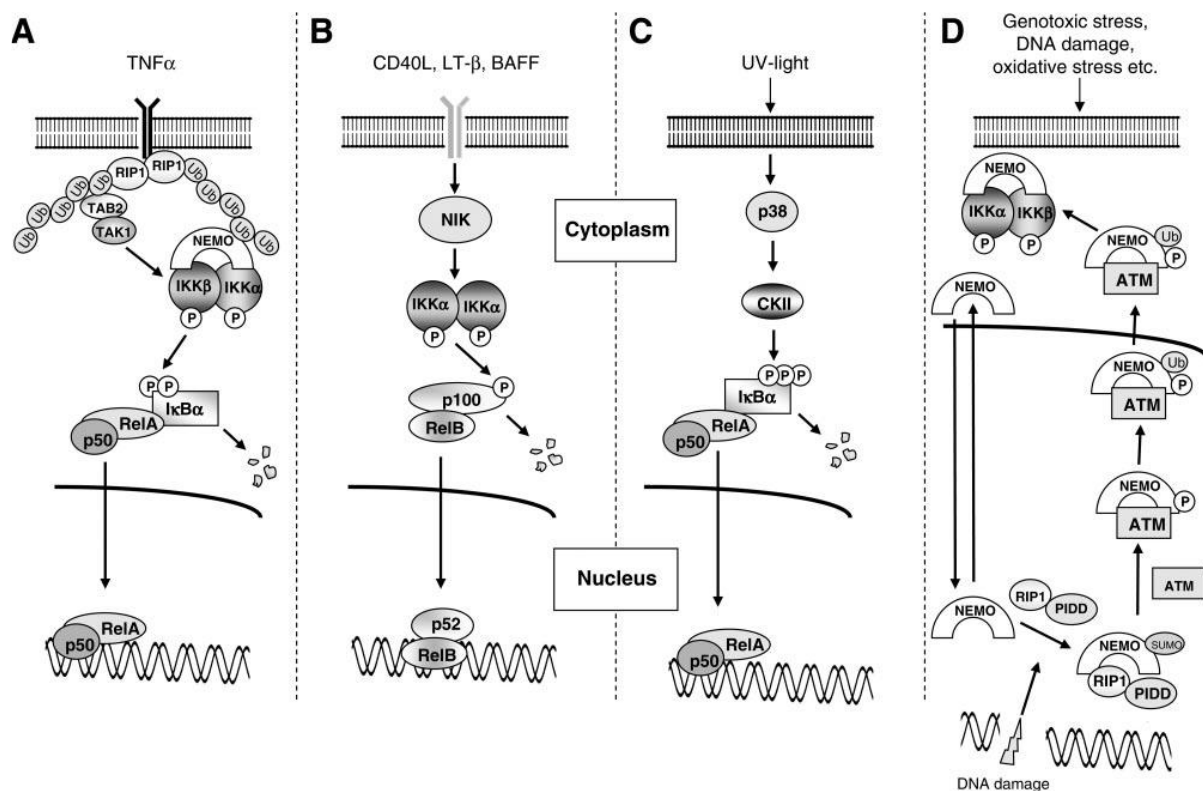 A
TNFα
RIP1
RIP1
Ub
Ub
Ub
Ub
Ub
Ub
Ub
Ub
Ub
Ub
TAB2
TAK1
NEMO
IKKβ
IKKα
P
P
P
P
IκBα
RelA
p50
RelA
p50
B
CD40L, LT-β, BAFF
NIK
IKKα
IKKα
P
P
P
p100
RelB
p52
RelB
Cytoplasm
Nucleus
C
UV-light
p38
CKII
P
P
P
IκBα
RelA
p50
RelA
p50
D
Genotoxic stress,
DNA damage,
oxidative stress etc.
NEMO
IKKα
IKKβ
P
P
NEMO
Ub
P
ATM
NEMO
NEMO
Ub
P
ATM
NEMO
P
ATM
ATM
NEMO
RIP1
PIDD
NEMO
SUMO
RIP1
PIDD
DNA damage